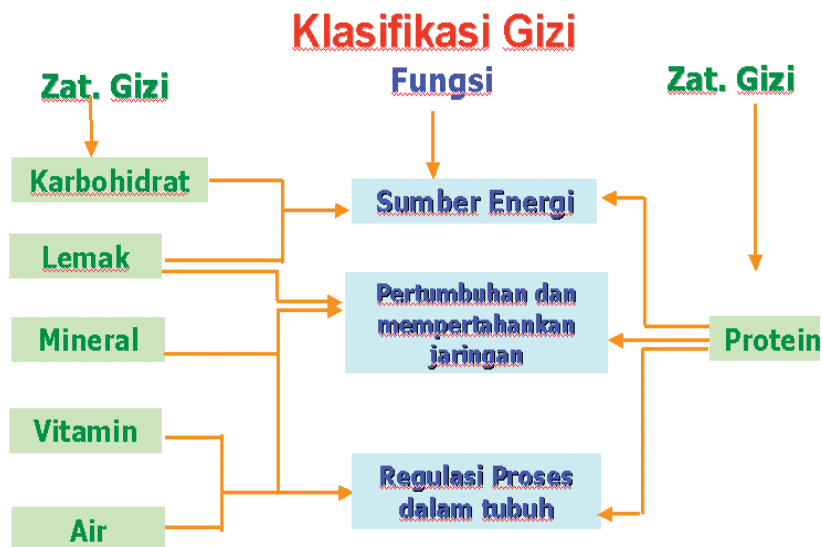 Klasifikasi Gizi
Zat. Gizi
Fungsi
Zat. Gizi
Karbohidrat
Sumber Energi
Lemak
Pertumbuhan dan
mempertahankan
jaringan
Mineral
Protein
Vitamin
Regulasi Proses
dalam tubuh
Air